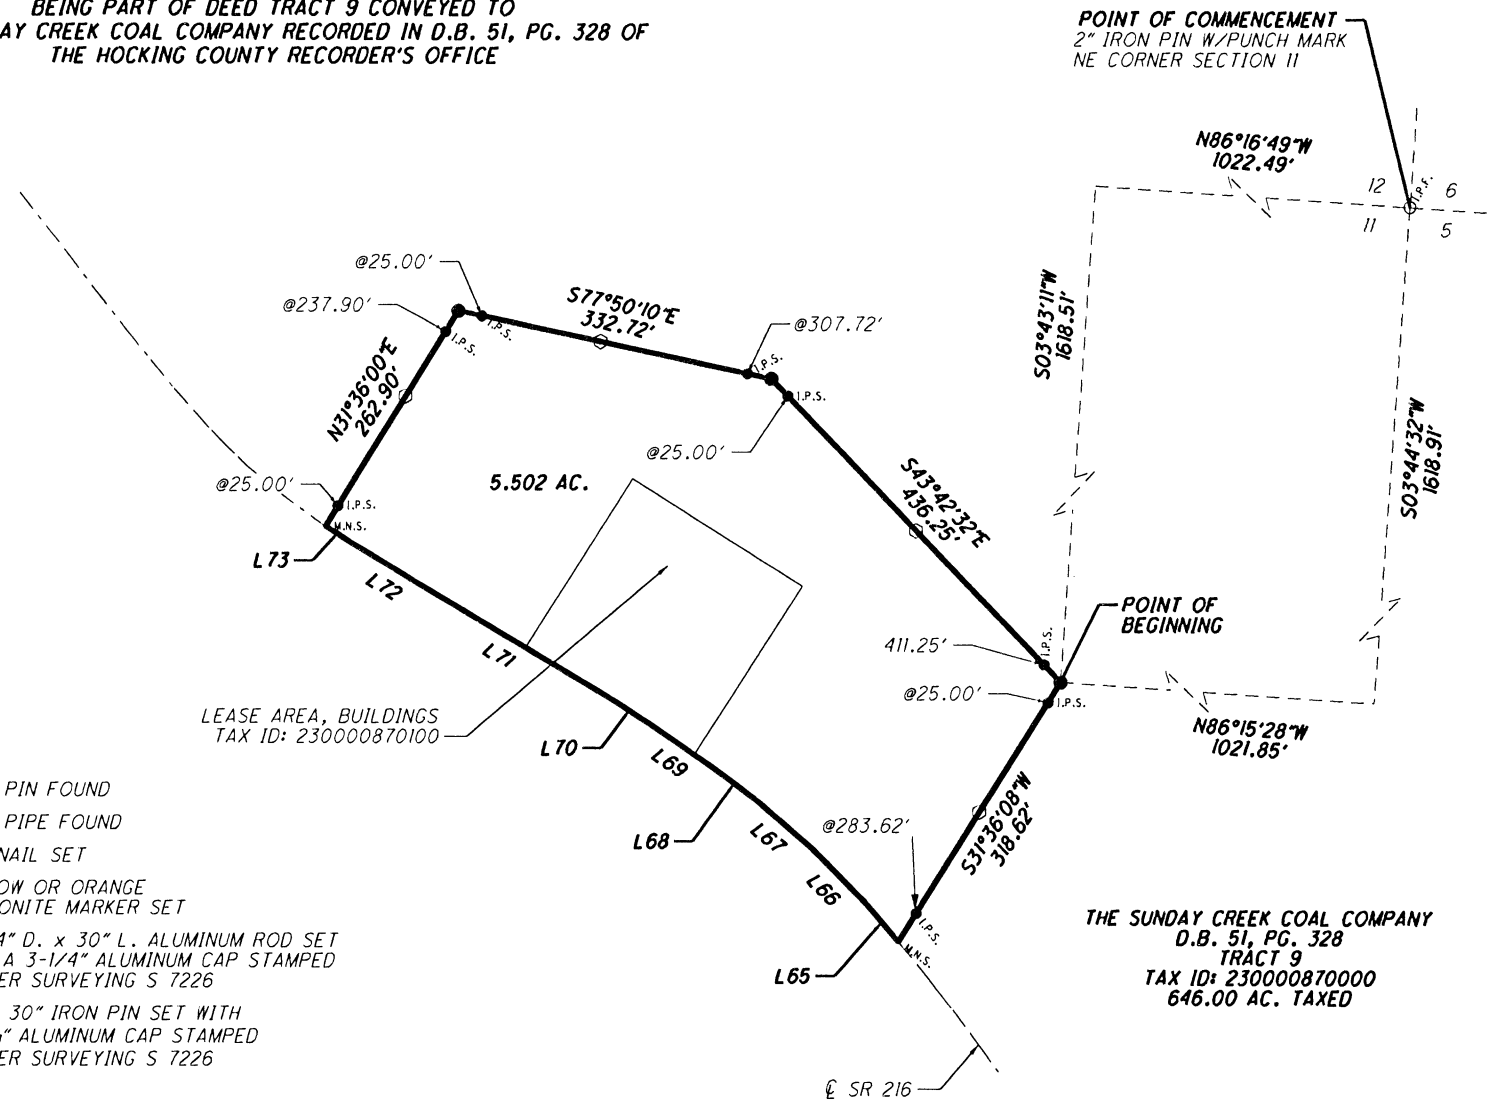 BEING PART OF DEED TRACT 9 CONVEYED TO
AY CREEK COAL COMPANY RECORDED IN D.B. 51, PG. 328 OF
THE HOCKING COUNTY RECORDER'S OFFICE
POINT OF COMMENCEMENT
2" IRON PIN W/PUNCH MARK
NE CORNER SECTION 11
N86°16'49"W
1022.49'
12
I.P.F.
6
11
5
S03°43'11"W
1618.51'
S03°44'32"W
1618.91'
@25.00'
@237.90'
I.P.S.
I.P.S.
S77°50'10"E
332.72'
@307.72'
I.P.S.
I.P.S.
@25.00'
N31°36'00"E
262.90'
@25.00'
I.P.S.
M.N.S.
5.502 AC.
S43°42'32"E
436.25'
L73
L72
L71
L70
L69
L68
L67
L66
L65
POINT OF
BEGINNING
411.25'
I.P.S.
@25.00'
I.P.S.
N86°15'28"W
1021.85'
LEASE AREA, BUILDINGS
TAX ID: 230000870100
@283.62'
S31°36'08"W
318.62'
I.P.S.
M.N.S.
PIN FOUND
PIPE FOUND
NAIL SET
OW OR ORANGE
ONITE MARKER SET
4" D. x 30" L. ALUMINUM ROD SET
A 3-1/4" ALUMINUM CAP STAMPED
ER SURVEYING S 7226
30" IRON PIN SET WITH
" ALUMINUM CAP STAMPED
ER SURVEYING S 7226
THE SUNDAY CREEK COAL COMPANY
D.B. 51, PG. 328
TRACT 9
TAX ID: 230000870000
646.00 AC. TAXED
℄ SR 216